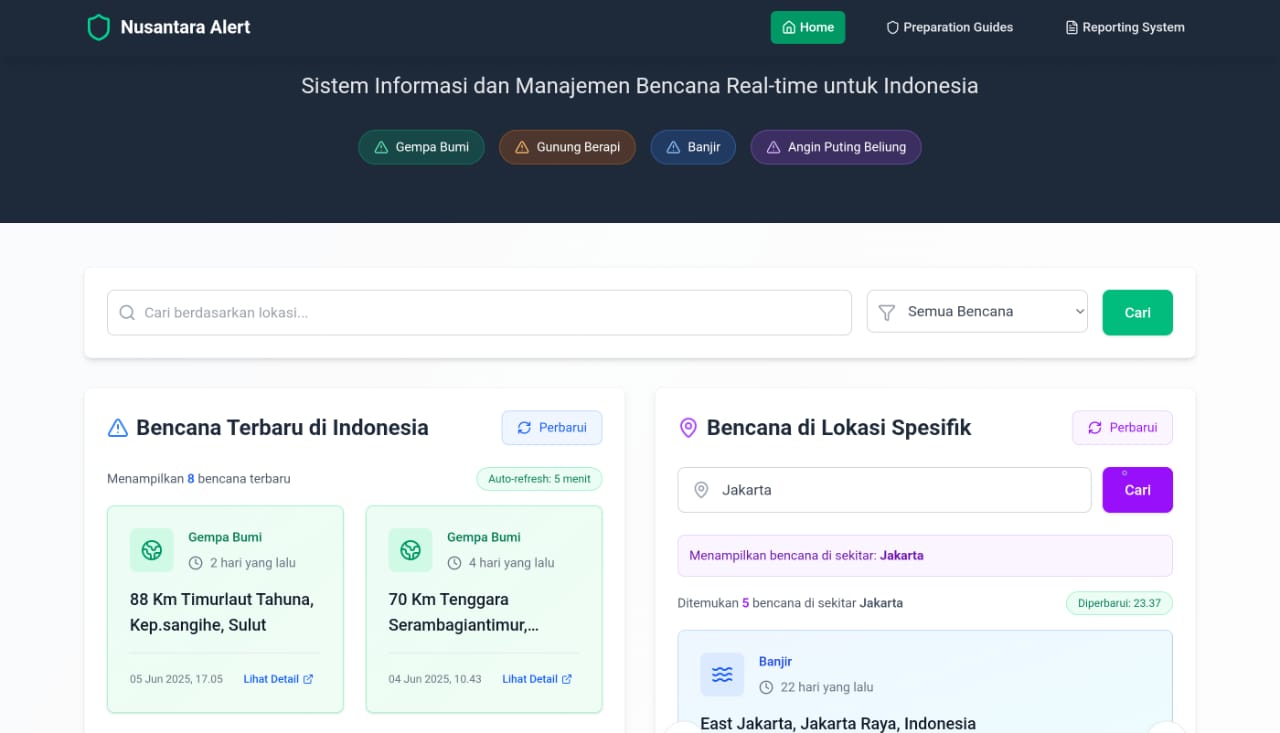 Nusantara Alert
Home
Preparation Guides
Reporting System
Sistem Informasi dan Manajemen Bencana Real-time untuk Indonesia
Gempa Bumi
Gunung Berapi
Banjir
Angin Puting Beliung
Cari berdasarkan lokasi...
Semua Bencana
Cari
Bencana Terbaru di Indonesia
Perbarui
Menampilkan 8 bencana terbaru
Auto-refresh: 5 menit
Gempa Bumi
2 hari yang lalu
88 Km Timurlaut Tahuna,
Kep.sangihe, Sulut
05 Jun 2025, 17.05
Lihat Detail
Gempa Bumi
4 hari yang lalu
70 Km Tenggara
Serambagiantimur,...
04 Jun 2025, 10.43
Lihat Detail
Bencana di Lokasi Spesifik
Perbarui
Jakarta
Cari
Menampilkan bencana di sekitar: Jakarta
Ditemukan 5 bencana di sekitar Jakarta
Diperbarui: 23.37
Banjir
22 hari yang lalu
East Jakarta, Jakarta Raya, Indonesia